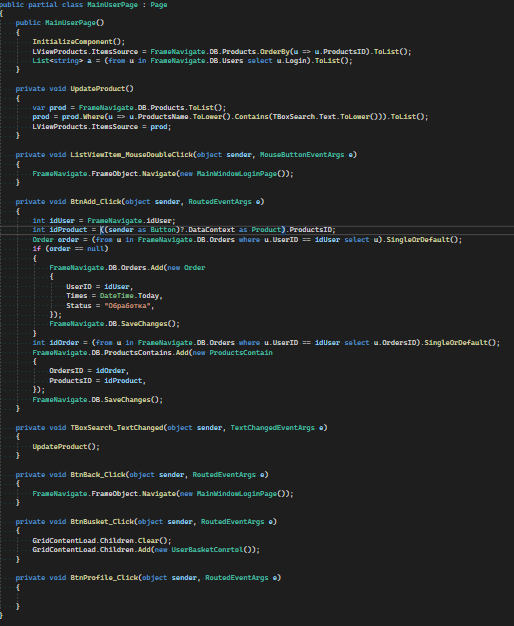 public partial class MainUserPage : Page
{
public MainUserPage()
{
InitializeComponent();
LViewProducts.ItemsSource = FrameNavigate.DB.Products.OrderBy(u => u.ProductsID).ToList();
List<string> a = (from u in FrameNavigate.DB.Users select u.Login).ToList();
}
private void UpdateProduct()
{
var prod = FrameNavigate.DB.Products.ToList();
prod = prod.Where(u => u.ProductsName.ToLower().Contains(TBoxSearch.Text.ToLower())).ToList();
LViewProducts.ItemsSource = prod;
}
private void ListViewItem_MouseDoubleClick(object sender, MouseButtonEventArgs e)
{
FrameNavigate.FrameObject.Navigate(new MainWindowLoginPage());
}
private void BtnAdd_Click(object sender, RoutedEventArgs e)
{
int idUser = FrameNavigate.idUser;
int idProduct = ((sender as Button)?.DataContext as Product).ProductsID;
Order order = (from u in FrameNavigate.DB.Orders where u.UserID == idUser select u).SingleOrDefault();
if (order == null)
{
FrameNavigate.DB.Orders.Add(new Order
{
UserID = idUser,
Times = DateTime.Today,
Status = "Обработка",
});
FrameNavigate.DB.SaveChanges();
}
int idOrder = (from u in FrameNavigate.DB.Orders where u.UserID == idUser select u.OrdersID).SingleOrDefault();
FrameNavigate.DB.ProductsContains.Add(new ProductsContain
{
OrdersID = idOrder,
ProductsID = idProduct,
});
FrameNavigate.DB.SaveChanges();
}
private void TBoxSearch_TextChanged(object sender, TextChangedEventArgs e)
{
UpdateProduct();
}
private void BtnBack_Click(object sender, RoutedEventArgs e)
{
FrameNavigate.FrameObject.Navigate(new MainWindowLoginPage());
}
private void BtnBusket_Click(object sender, RoutedEventArgs e)
{
GridContentLoad.Children.Clear();
GridContentLoad.Children.Add(new UserBasketConrtol());
}
private void BtnProfile_Click(object sender, RoutedEventArgs e)
{
}
}